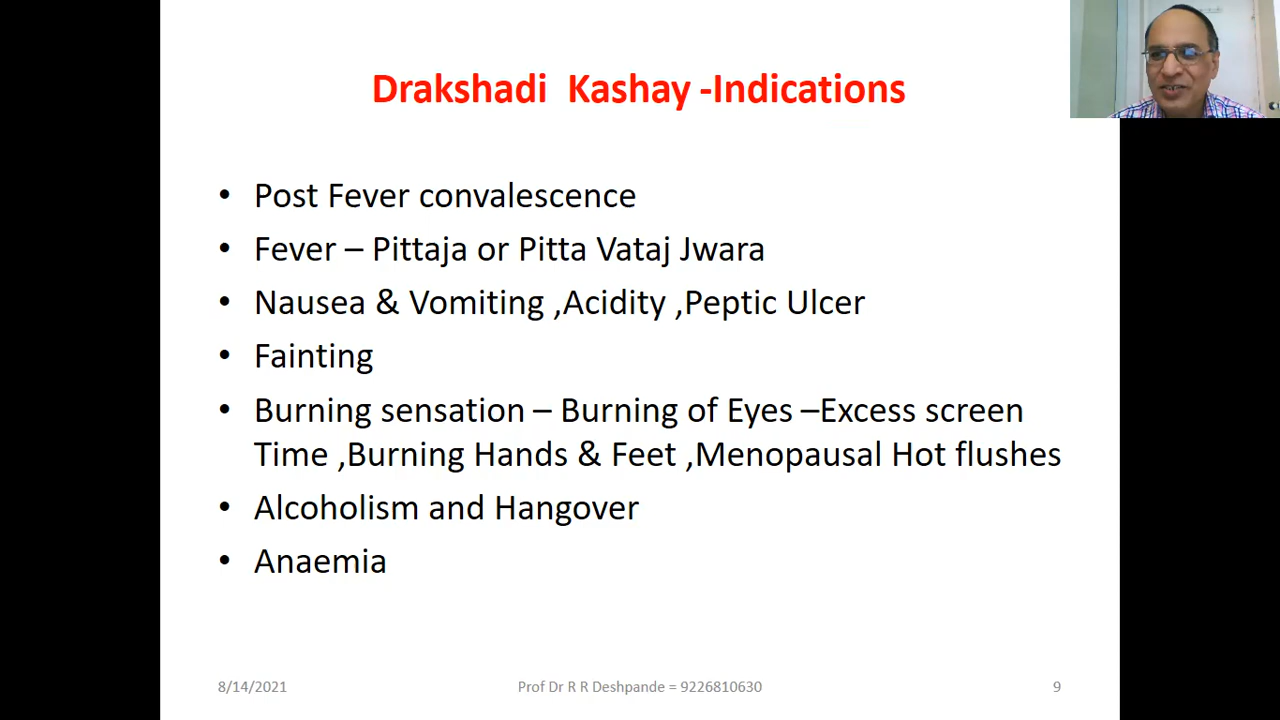 Drakshadi Kashay -Indications
• Post Fever convalescence
• Fever – Pittaja or Pitta Vataj Jwara
• Nausea & Vomiting ,Acidity ,Peptic Ulcer
• Fainting
• Burning sensation – Burning of Eyes –Excess screen
Time ,Burning Hands & Feet ,Menopausal Hot flushes
• Alcoholism and Hangover
• Anaemia
8/14/2021 Prof Dr R R Deshpande = 9226810630 9